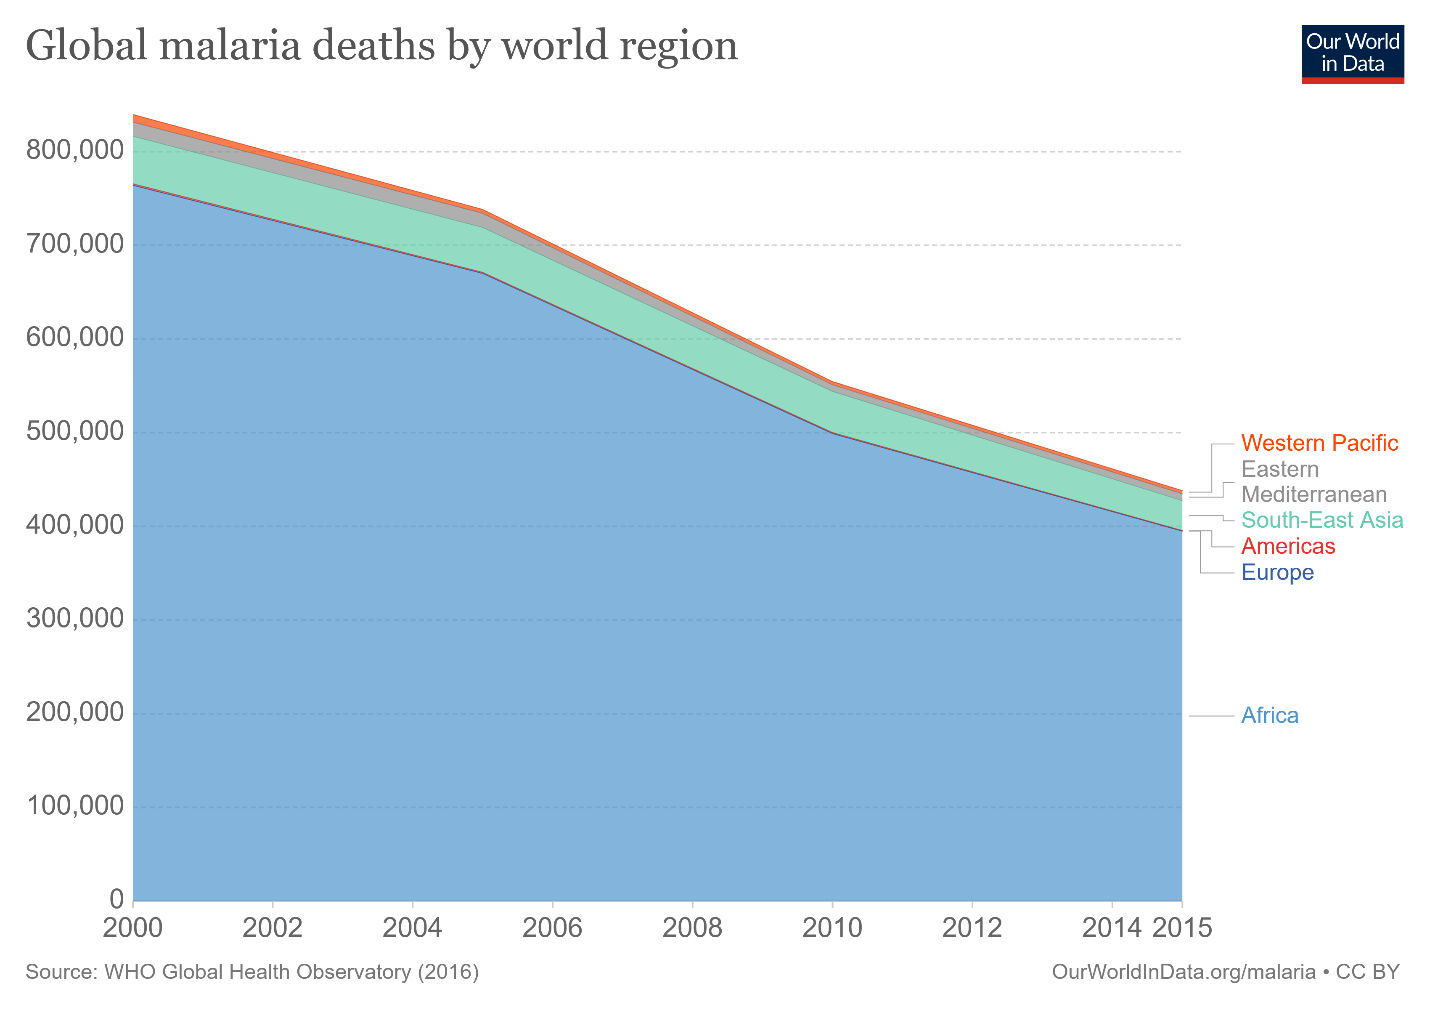 Global malaria deaths by world region
Our World
in Data
800,000
700,000
600,000
500,000
400,000
300,000
200,000
100,000
0
2000 2002 2004 2006 2008 2010 2012 2014 2015
Western Pacific
Eastern
Mediterranean
South-East Asia
Americas
Europe
Africa
Source: WHO Global Health Observatory (2016)
OurWorldInData.org/malaria • CC BY